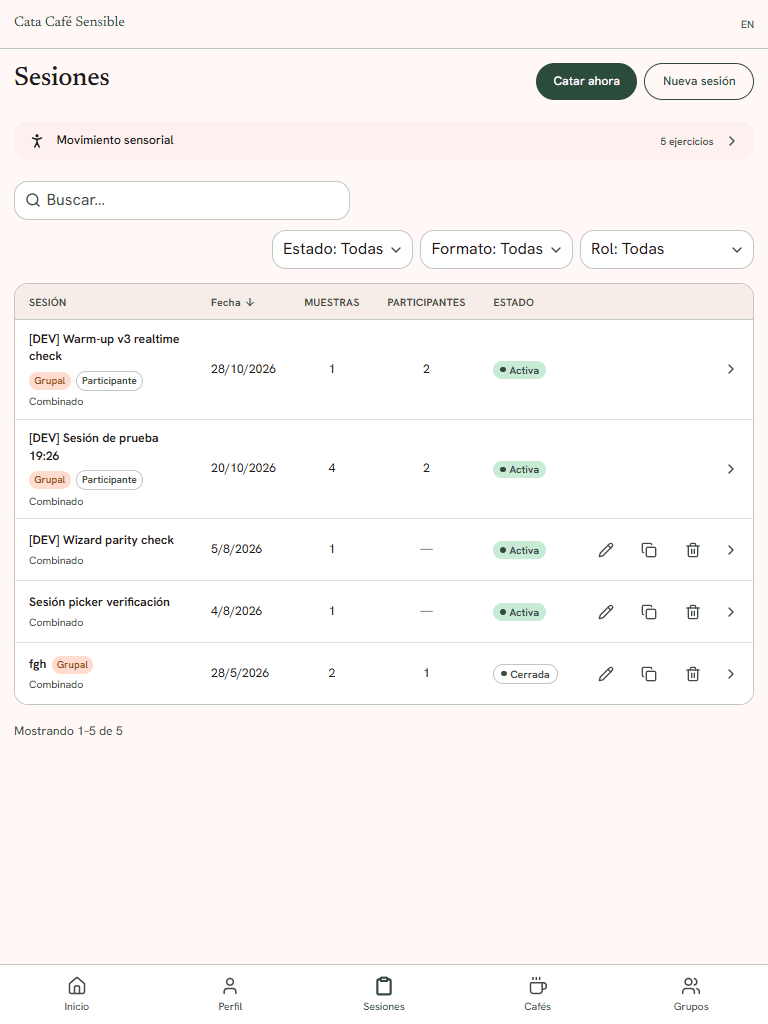 Cata Café Sensible
EN
Sesiones
Catar ahora
Nueva sesión
Movimiento sensorial
5 ejercicios
Buscar...
Estado: Todas
Formato: Todas
Rol: Todas
SESIÓN
Fecha ↓
MUESTRAS
PARTICIPANTES
ESTADO
[DEV] Warm-up v3 realtime
check
Grupal
Participante
Combinado
28/10/2026
1
2
Activa
[DEV] Sesión de prueba
19:26
Grupal
Participante
Combinado
20/10/2026
4
2
Activa
[DEV] Wizard parity check
Combinado
5/8/2026
1
—
Activa
Sesión picker verificación
Combinado
4/8/2026
1
—
Activa
fgh
Grupal
Combinado
28/5/2026
2
1
Cerrada
Mostrando 1–5 de 5
Inicio
Perfil
Sesiones
Cafés
Grupos